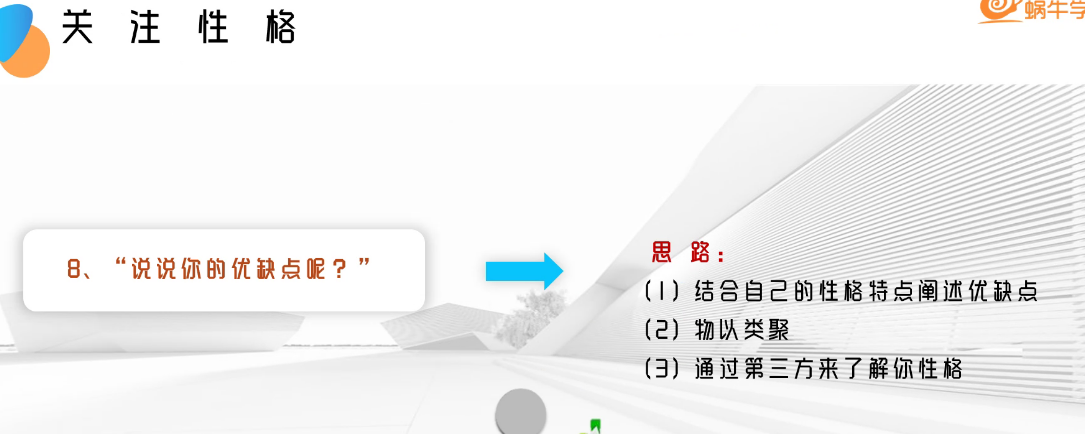 关注性格
蜗牛学
8、“说说你的优缺点呢？”
思路：
(1) 结合自己的性格特点阐述优缺点
(2) 物以类聚
(3) 通过第三方来了解你性格